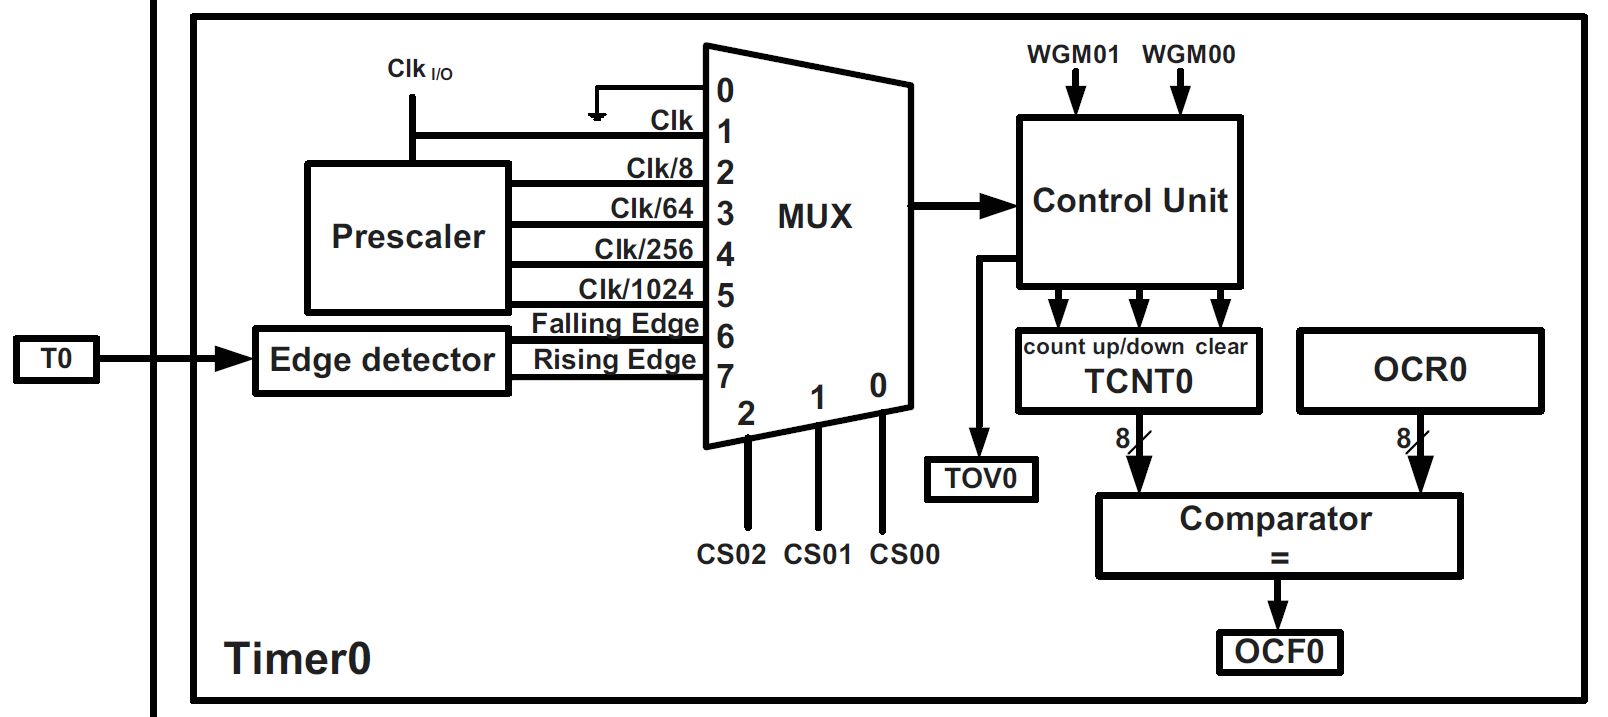 Clk I/O
WGM01 WGM00
0
Clk 1
Clk/8 2
Clk/64 3
Clk/256 4
Clk/1024 5
Falling Edge 6
Rising Edge 7
Prescaler
MUX
Control Unit
T0
Edge detector
2 1 0
count up/down clear
TCNT0
OCR0
8 8
TOV0
CS02 CS01 CS00
Comparator
=
OCF0
Timer0